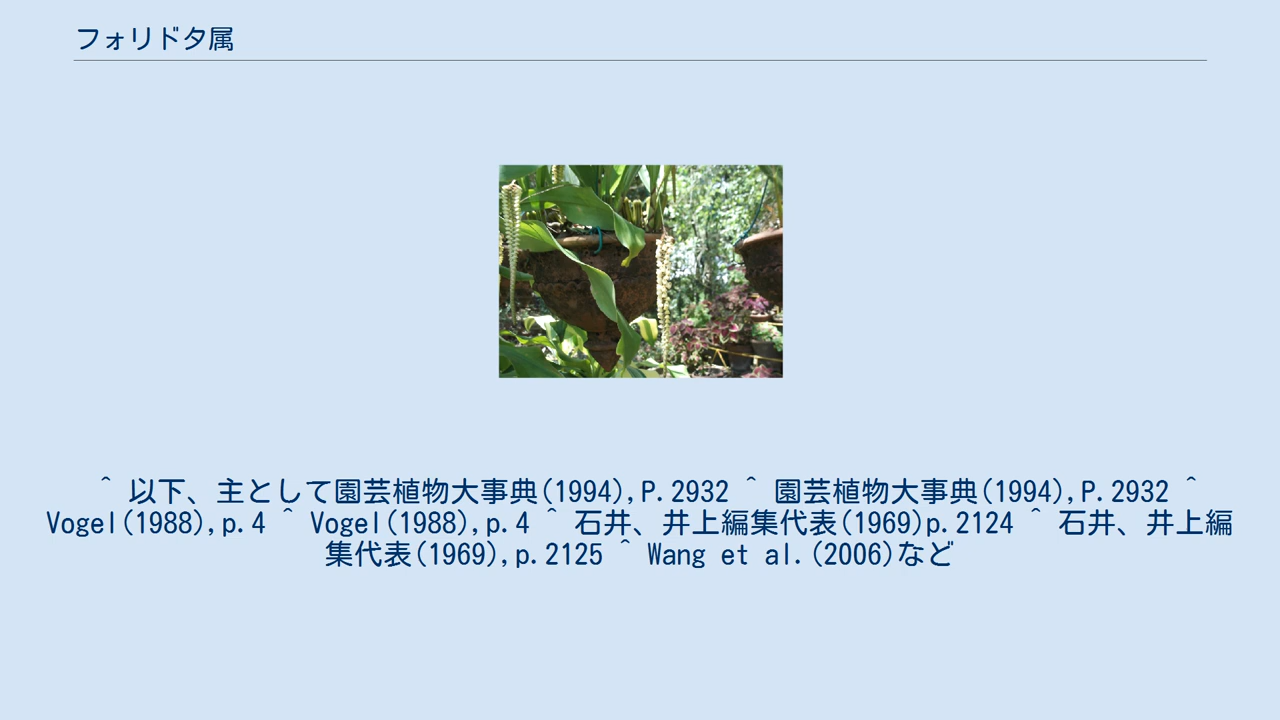 フォリドタ属
^ 以下、主として園芸植物大事典(1994),P.2932 ^ 園芸植物大事典(1994),P.2932 ^
Vogel(1988),p.4 ^ Vogel(1988),p.4 ^ 石井、井上編集代表(1969)p.2124 ^ 石井、井上編
集代表(1969),p.2125 ^ Wang et al.(2006)など